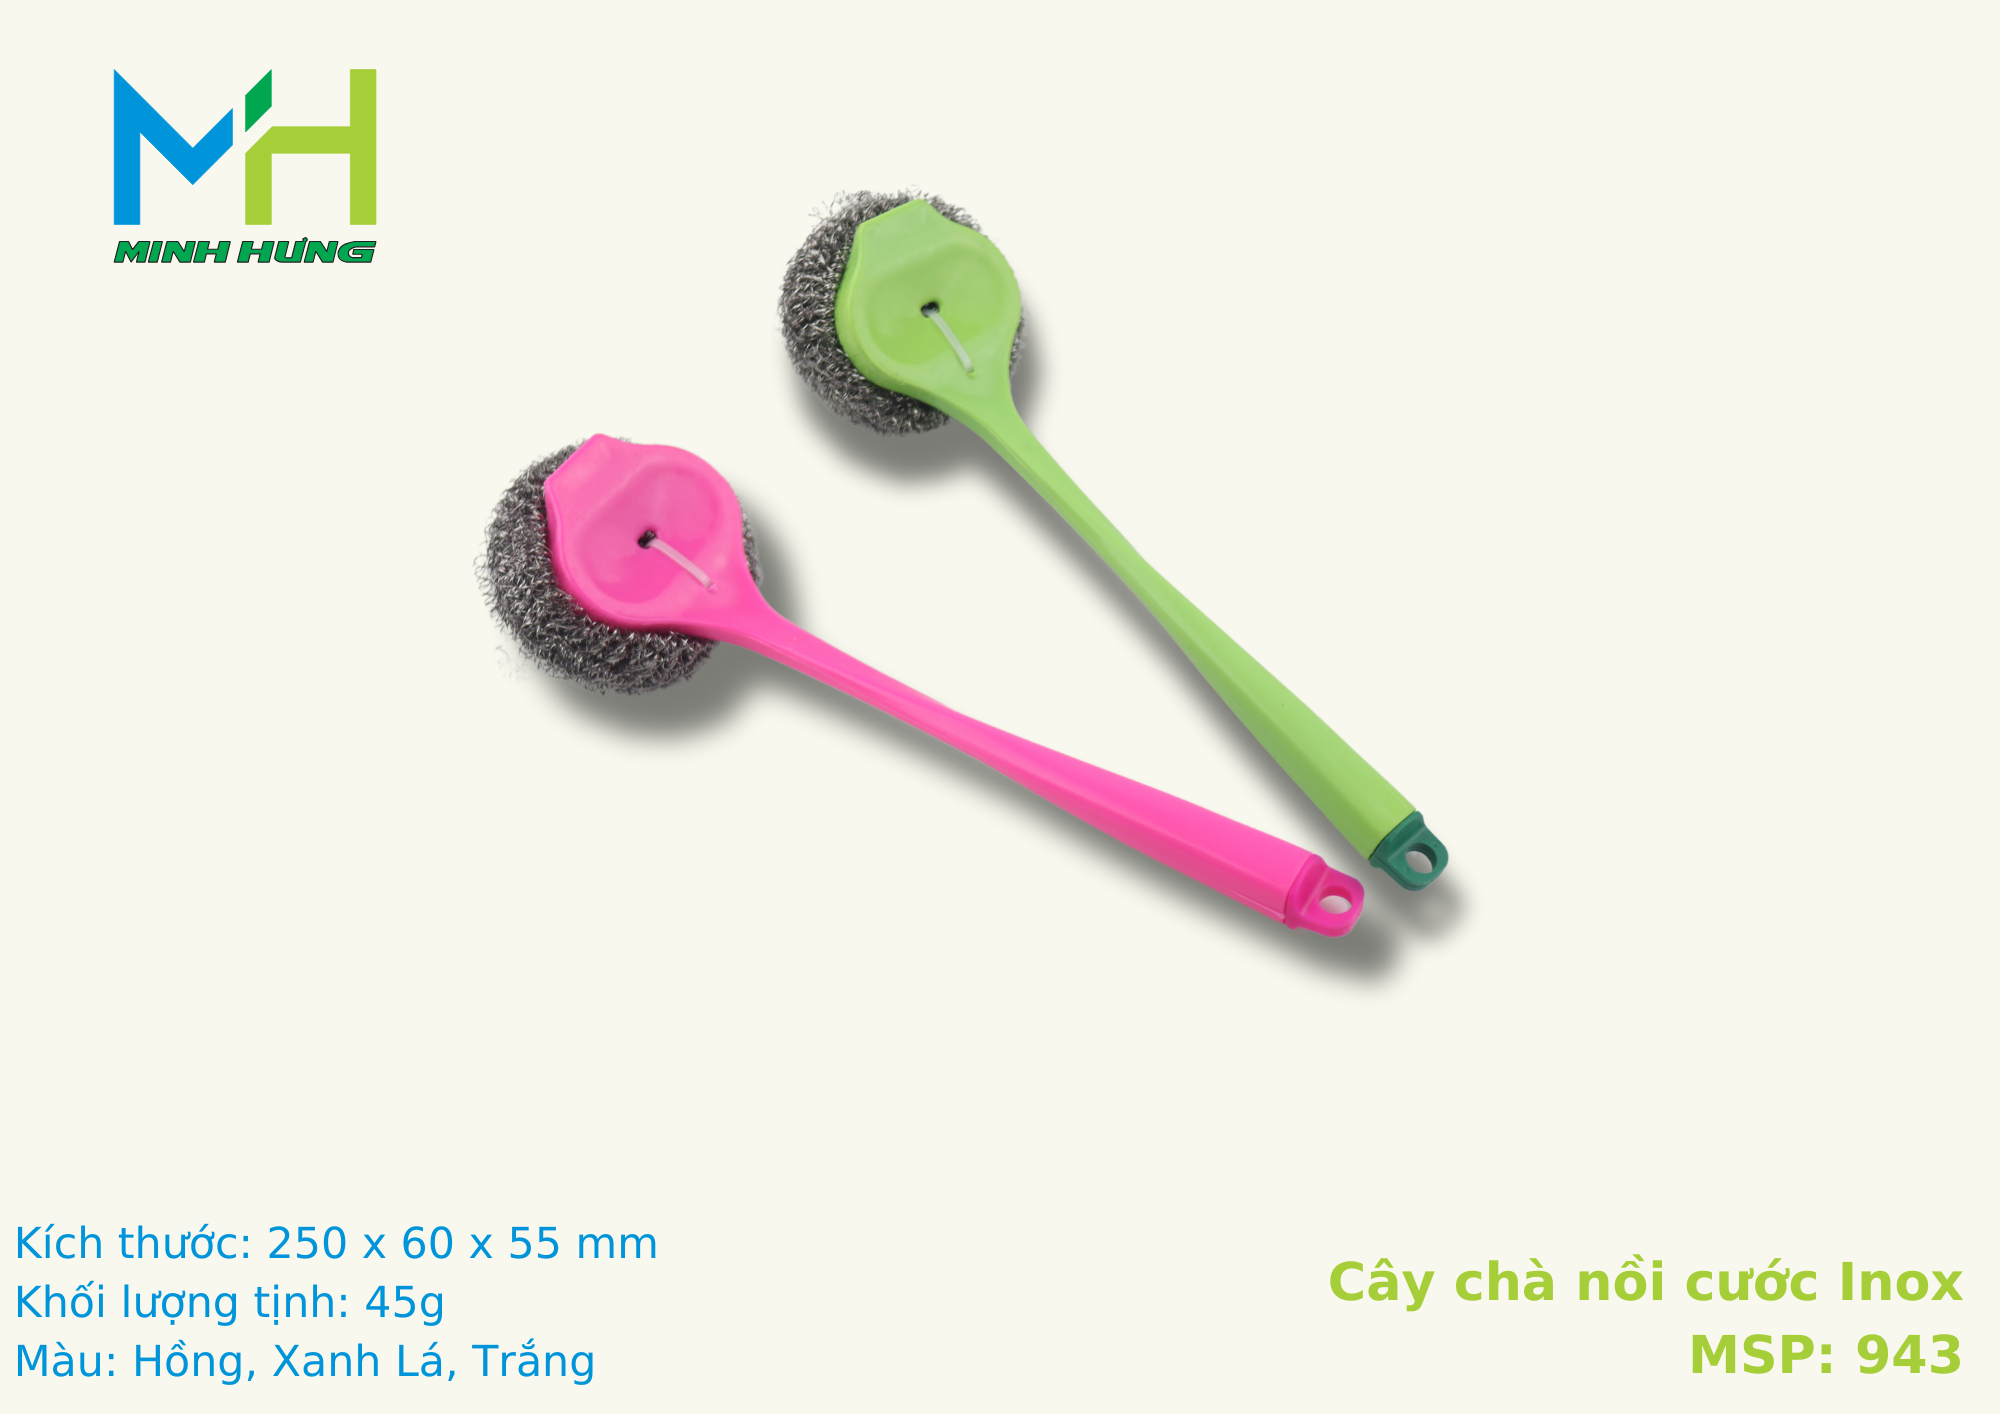 MH
MINH HƯNG
Kích thước: 250 x 60 x 55 mm
Khối lượng tịnh: 45g
Màu: Hồng, Xanh Lá, Trắng
Cây chà nồi cước Inox
MSP: 943